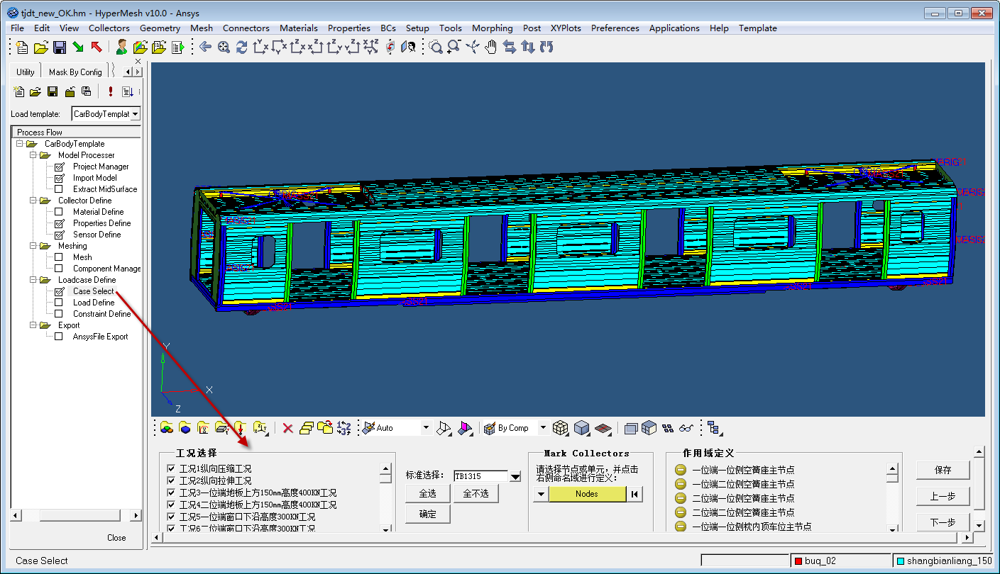 tjdt_new_OK.hm - HyperMesh v10.0 - Ansys
File Edit View Collectors Geometry Mesh Connectors Materials Properties BCs Setup Tools Morphing Post XYPlots Preferences Applications Help Template
Utility Mask By Config
Load template: CarBodyTemplat
Process Flow
CarBodyTemplate
Model Processer
Project Manager
Import Model
Extract MidSurface
Collector Define
Material Define
Properties Define
Sensor Define
Meshing
Mesh
Component Manage
Loadcase Define
Case Select
Load Define
Constraint Define
Export
AnsysFile Export
Close
Y
X
Z
Auto
By Comp
工况选择
工况1纵向压缩工况
工况2纵向拉伸工况
工况3一位端地板上方150mm高度400KN工况
工况4二位端地板上方150mm高度400KN工况
工况5一位端窗口下沿高度300KN工况
工况6二位端窗口下沿高度300KN工况
标准选择: TB1315
全选 全不选
确定
Mark Collectors
请选择节点或单元，并点击
右侧命名域进行定义:
Nodes
作用域定义
一位端一位侧空簧座主节点
一位端二位侧空簧座主节点
二位端一位侧空簧座主节点
二位端二位侧空簧座主节点
一位端一位侧枕内顶车位主节点
保存
上一步
下一步
Case Select
buq_02
shangbianliang_150